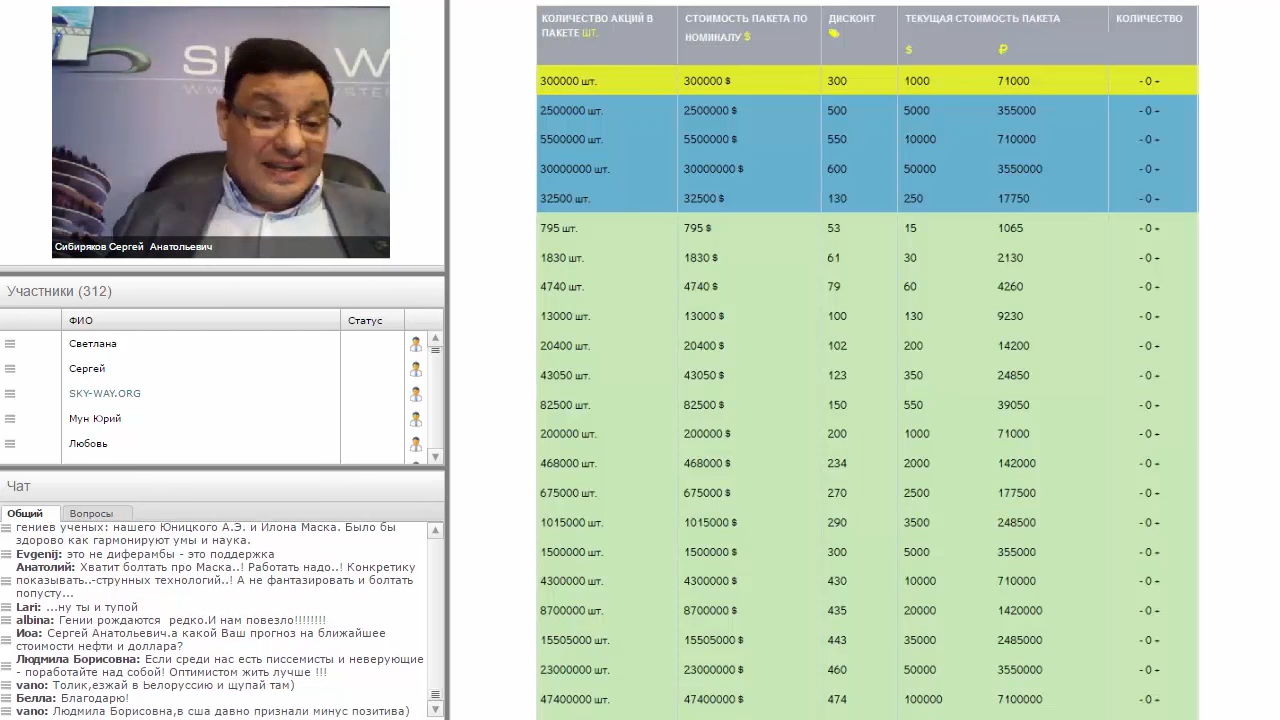 SKY W
WWW SYSTEM
Сибиряков Сергей Анатольевич
Участники (312)
ФИО Статус
Светлана
Сергей
SKY-WAY.ORG
Мун Юрий
Любовь
Чат
Общий Вопросы
гениев ученых: нашего Юницкого А.Э. и Илона Маска. Было бы
здорово как гармонируют умы и наука.
Evgenij: это не диферамбы - это поддержка
Анатолий: Хватит болтать про Маска..! Работать надо..! Конкретику
показывать..-струнных технологий..! А не фантазировать и болтать
попусту...
Lari: ...ну ты и тупой
albina: Гении рождаются редко.И нам повезло!!!!!!!!
Иоа: Сергей Анатольевич.а какой Ваш прогноз на ближайшее
стоимости нефти и доллара?
Людмила Борисовна: Если среди нас есть писсемисты и неверующие
- поработайте над собой! Оптимистом жить лучше !!!
vano: Толик,езжай в Белоруссию и щупай там)
Белла: Благодарю!
vano: Людмила Борисовна,в сша давно признали минус позитива)
КОЛИЧЕСТВО АКЦИЙ В СТОИМОСТЬ ПАКЕТА ПО ДИСКОНТ ТЕКУЩАЯ СТОИМОСТЬ ПАКЕТА КОЛИЧЕСТВО
ПАКЕТЕ ШТ. НОМИНАЛУ $
$ ₽
300000 шт. 300000 $ 300 1000 71000 - 0 +
2500000 шт. 2500000 $ 500 5000 355000 - 0 +
5500000 шт. 5500000 $ 550 10000 710000 - 0 +
30000000 шт. 30000000 $ 600 50000 3550000 - 0 +
32500 шт. 32500 $ 130 250 17750 - 0 +
795 шт. 795 $ 53 15 1065 - 0 +
1830 шт. 1830 $ 61 30 2130 - 0 +
4740 шт. 4740 $ 79 60 4260 - 0 +
13000 шт. 13000 $ 100 130 9230 - 0 +
20400 шт. 20400 $ 102 200 14200 - 0 +
43050 шт. 43050 $ 123 350 24850 - 0 +
82500 шт. 82500 $ 150 550 39050 - 0 +
200000 шт. 200000 $ 200 1000 71000 - 0 +
468000 шт. 468000 $ 234 2000 142000 - 0 +
675000 шт. 675000 $ 270 2500 177500 - 0 +
1015000 шт. 1015000 $ 290 3500 248500 - 0 +
1500000 шт. 1500000 $ 300 5000 355000 - 0 +
4300000 шт. 4300000 $ 430 10000 710000 - 0 +
8700000 шт. 8700000 $ 435 20000 1420000 - 0 +
15505000 шт. 15505000 $ 443 35000 2485000 - 0 +
23000000 шт. 23000000 $ 460 50000 3550000 - 0 +
47400000 шт. 47400000 $ 474 100000 7100000 - 0 +